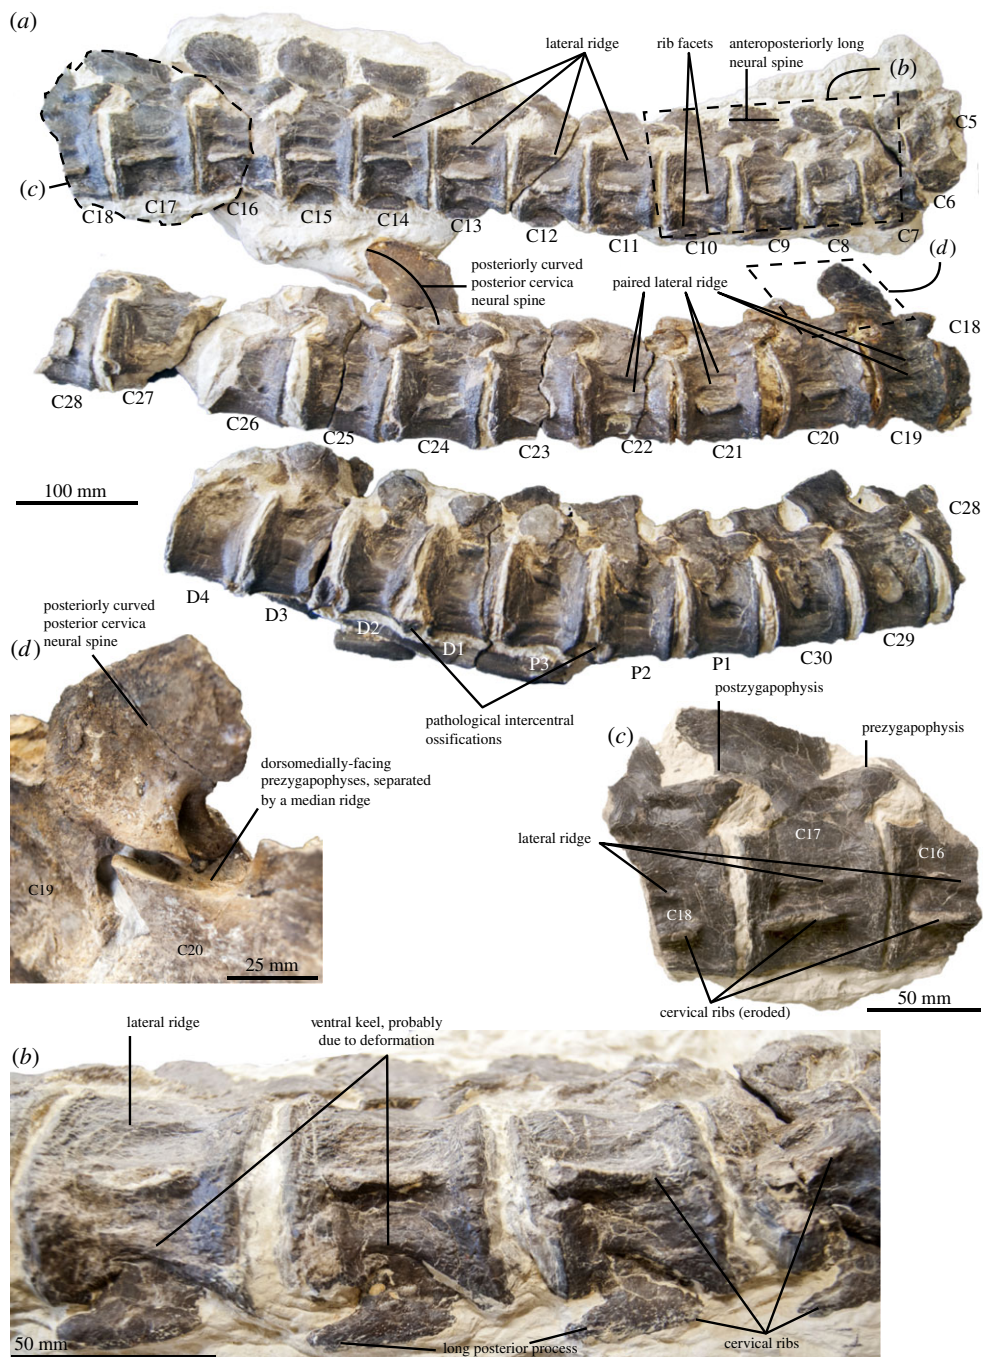 (a)
lateral ridge
rib facets
anteroposteriorly long
neural spine
(b)
C5
(c)
C18
C17
C16
C15
C14
C13
C12
C11
C10
C9
C8
C7
C6
(d)
posteriorly curved
posterior cervica
neural spine
paired lateral ridge
C18
C28
C27
C26
C25
C24
C23
C22
C21
C20
C19
100 mm
C28
D4
D3
D2
D1
P3
P2
P1
C30
C29
pathological intercentral
ossifications
posteriorly curved
posterior cervica
neural spine
(d)
dorsomedially-facing
prezygapophyses, separated
by a median ridge
C19
C20
25 mm
postzygapophysis
(c)
prezygapophysis
lateral ridge
C17
C16
C18
cervical ribs (eroded)
50 mm
lateral ridge
ventral keel, probably
due to deformation
(b)
50 mm
long posterior process
cervical ribs